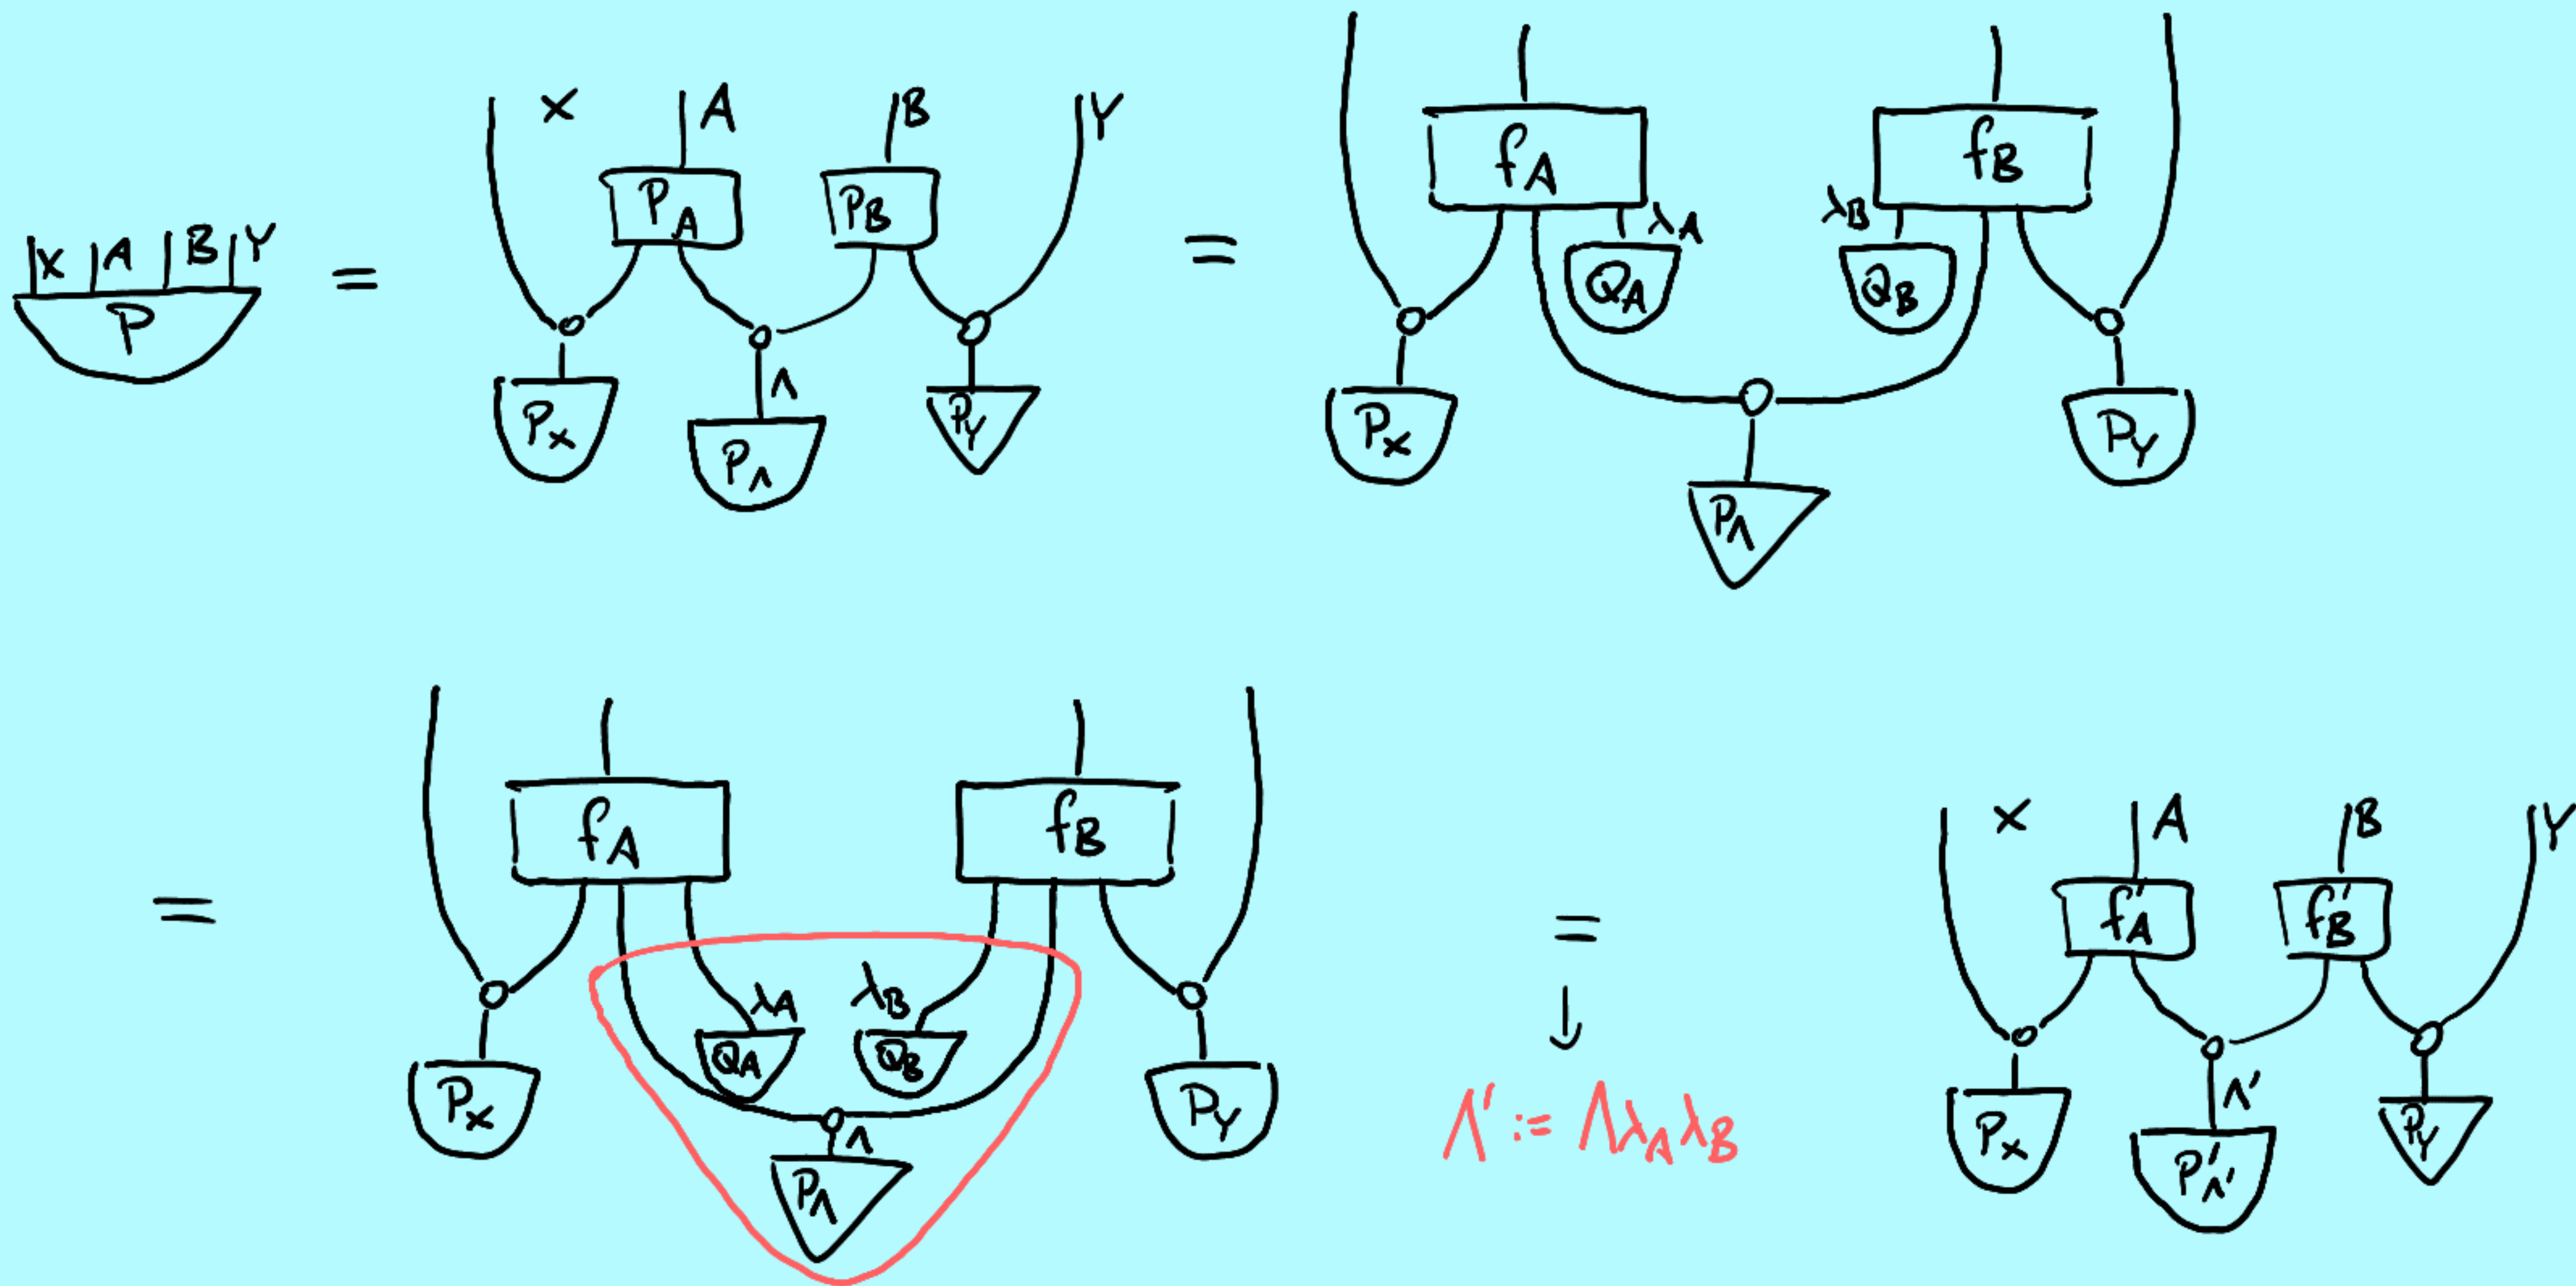 X A B Y
P
=
X A B Y
P_A P_B
Λ
P_X P_Λ P_Y
=
f_A f_B
λ_A λ_B
Q_A Q_B
P_X P_Y
P_Λ
=
f_A f_B
λ_A λ_B
Q_A Q_B
Λ
P_X P_Y
P_Λ
=
↓
Λ' := Λλ_Aλ_B
X A B Y
f'_A f'_B
Λ'
P_X P'_Λ' P_Y